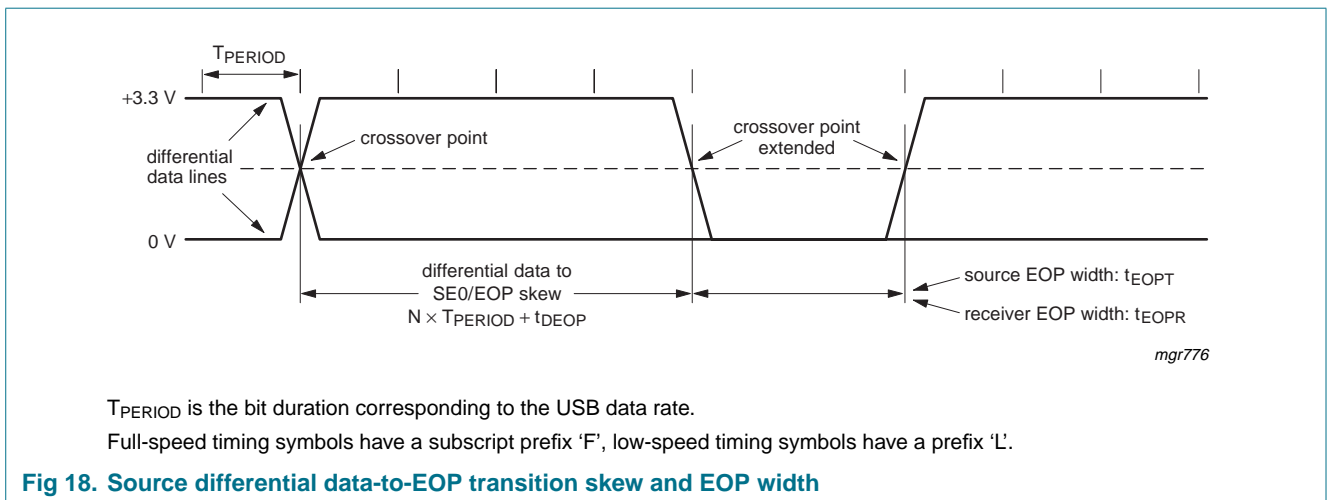 TPERIOD
+3.3 V
crossover point
crossover point
extended
differential
data lines
0 V
differential data to
SE0/EOP skew
N × TPERIOD + tDEOP
source EOP width: tEOPT
receiver EOP width: tEOPR
mgr776
TPERIOD is the bit duration corresponding to the USB data rate.
Full-speed timing symbols have a subscript prefix ‘F’, low-speed timing symbols have a prefix ‘L’.
Fig 18. Source differential data-to-EOP transition skew and EOP width